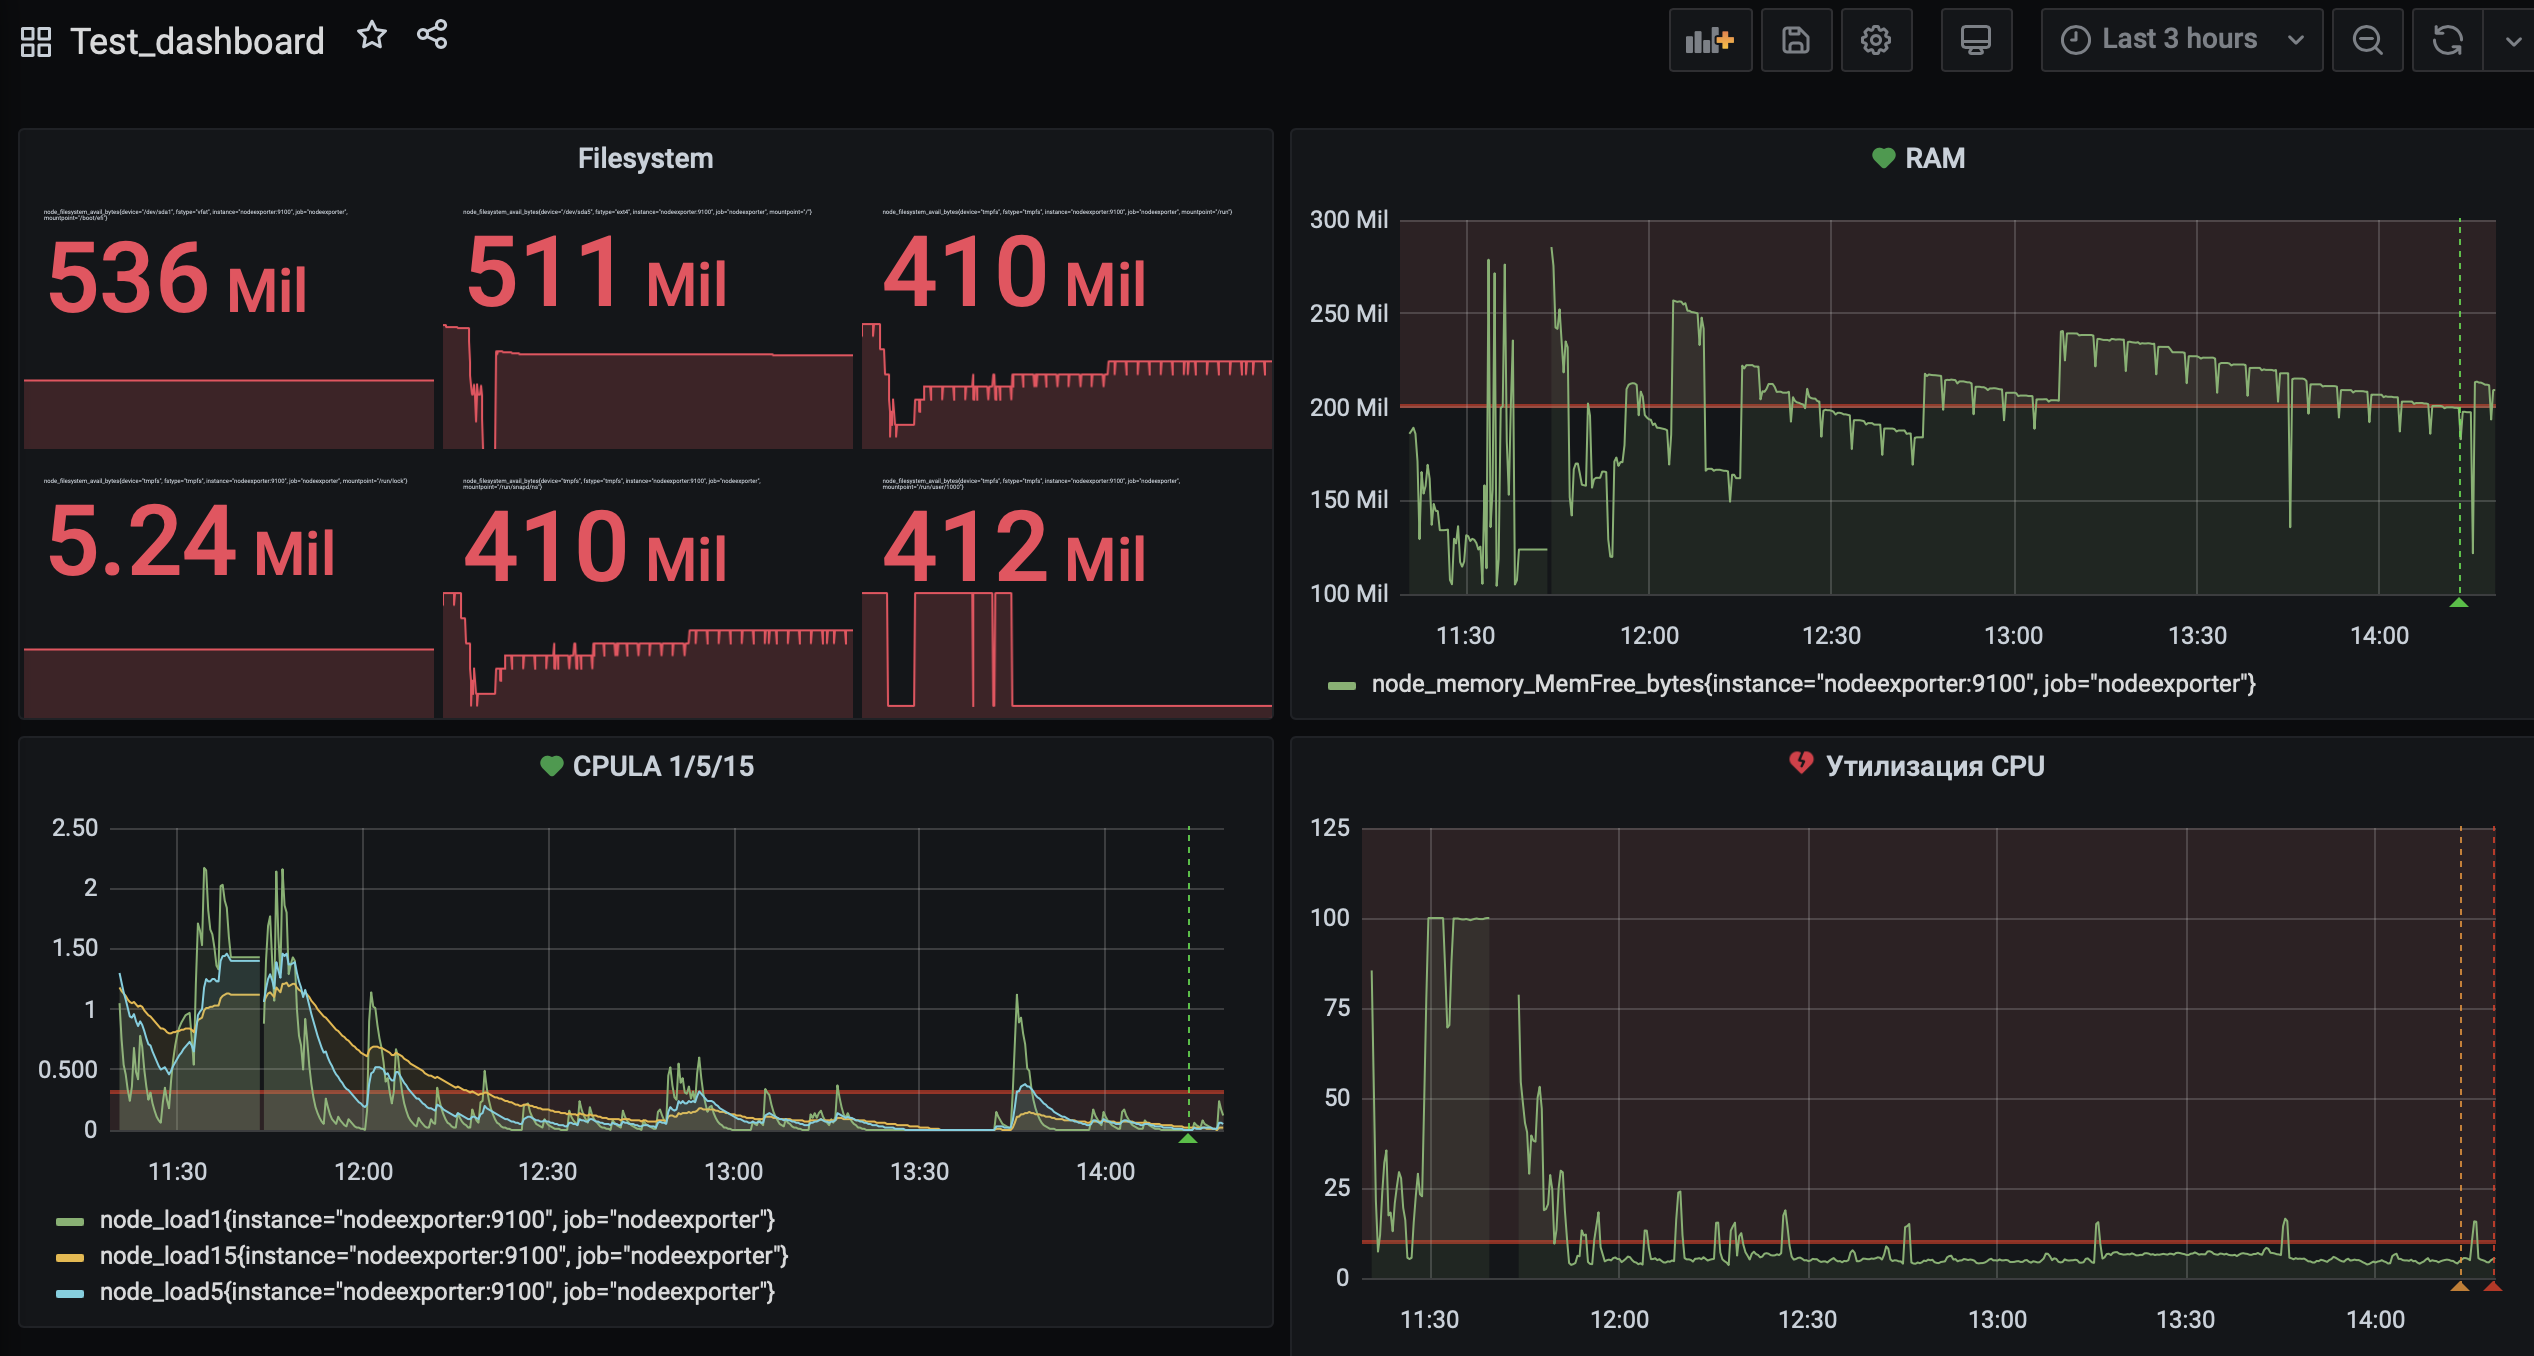 Test_dashboard
Last 3 hours
Filesystem
node_filesystem_avail_bytes{device="/dev/sda1", fstype="vfat", instance="nodeexporter:9100", job="nodeexporter",
mountpoint="/boot/efi"}
536 Mil
node_filesystem_avail_bytes{device="/dev/sda5", fstype="ext4", instance="nodeexporter:9100", job="nodeexporter", mountpoint="/"}
511 Mil
node_filesystem_avail_bytes{device="tmpfs", fstype="tmpfs", instance="nodeexporter:9100", job="nodeexporter", mountpoint="/run"}
410 Mil
node_filesystem_avail_bytes{device="tmpfs", fstype="tmpfs", instance="nodeexporter:9100", job="nodeexporter", mountpoint="/run/lock"}
5.24 Mil
node_filesystem_avail_bytes{device="tmpfs", fstype="tmpfs", instance="nodeexporter:9100", job="nodeexporter",
mountpoint="/run/snapd/ns"}
410 Mil
node_filesystem_avail_bytes{device="tmpfs", fstype="tmpfs", instance="nodeexporter:9100", job="nodeexporter",
mountpoint="/run/user/1000"}
412 Mil
RAM
300 Mil
250 Mil
200 Mil
150 Mil
100 Mil
11:30 12:00 12:30 13:00 13:30 14:00
node_memory_MemFree_bytes{instance="nodeexporter:9100", job="nodeexporter"}
CPULA 1/5/15
2.50
2
1.50
1
0.500
0
11:30 12:00 12:30 13:00 13:30 14:00
node_load1{instance="nodeexporter:9100", job="nodeexporter"}
node_load15{instance="nodeexporter:9100", job="nodeexporter"}
node_load5{instance="nodeexporter:9100", job="nodeexporter"}
Утилизация CPU
125
100
75
50
25
0
11:30 12:00 12:30 13:00 13:30 14:00